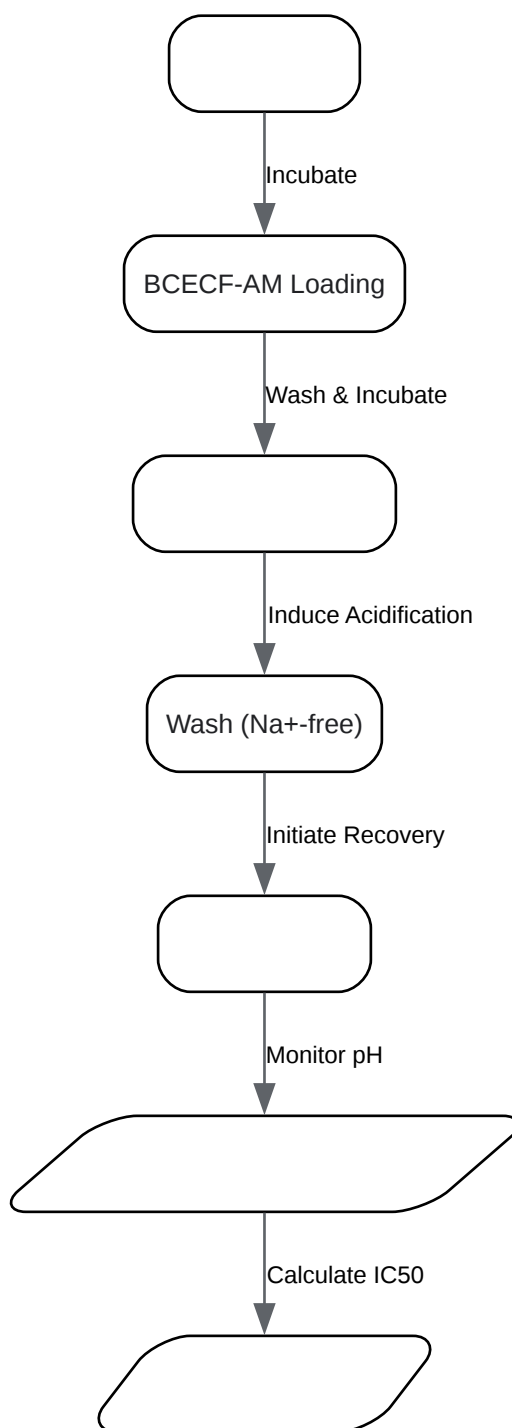 Incubate
BCECF-AM Loading
Wash & Incubate
Induce Acidification
Wash (Na+-free)
Initiate Recovery
Monitor pH
Calculate IC50